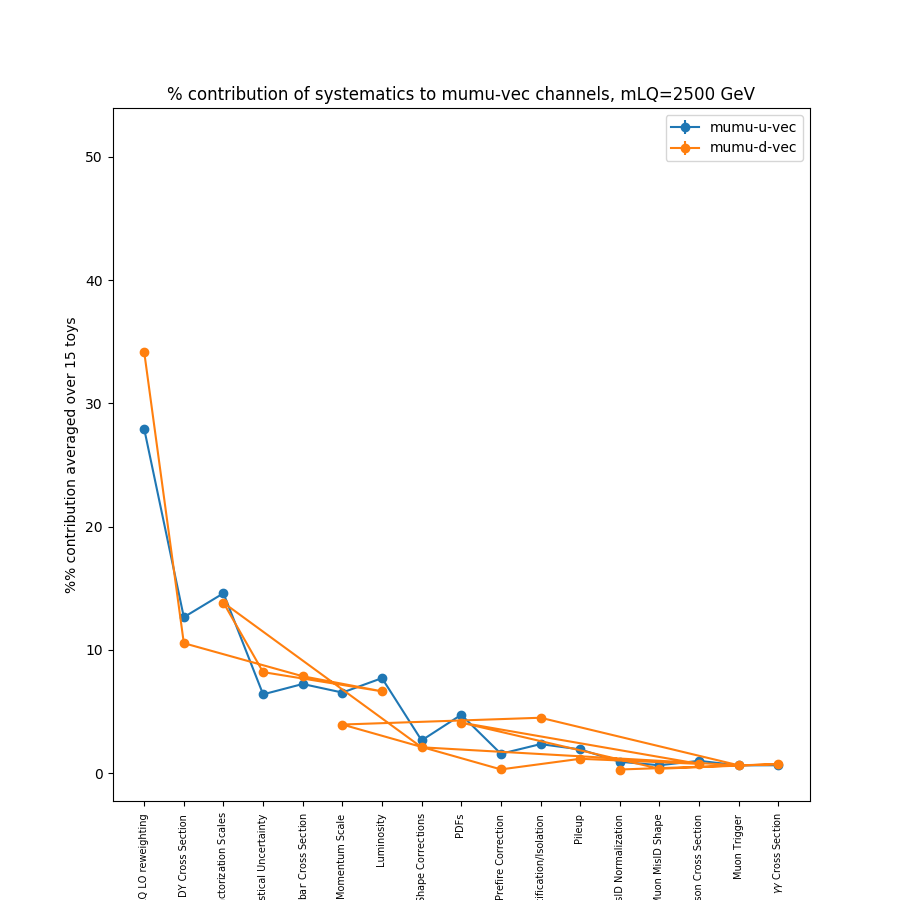 % contribution of systematics to mumu-vec channels, mLQ=2500 GeV
mumu-u-vec
mumu-d-vec
%% contribution averaged over 15 toys
50
40
30
20
10
0
Q LO reweighting
DY Cross Section
ctorization Scales
stical Uncertainty
bar Cross Section
Momentum Scale
Luminosity
Shape Corrections
PDFs
Prefire Correction
tification/Isolation
Pileup
sID Normalization
Muon MisID Shape
son Cross Section
Muon Trigger
γγ Cross Section